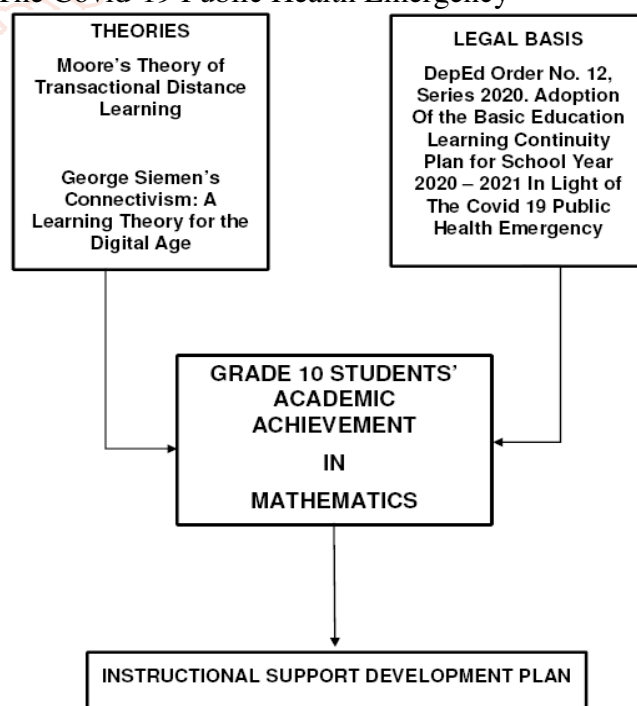 The Covid 19 Public Health Emergency
THEORIES
Moore's Theory of
Transactional Distance
Learning
George Siemen's
Connectivism: A
Learning Theory for the
Digital Age
LEGAL BASIS
DepEd Order No. 12,
Series 2020. Adoption
Of the Basic Education
Learning Continuity
Plan for School Year
2020 – 2021 In Light of
The Covid 19 Public
Health Emergency
GRADE 10 STUDENTS'
ACADEMIC
ACHIEVEMENT
IN
MATHEMATICS
INSTRUCTIONAL SUPPORT DEVELOPMENT PLAN